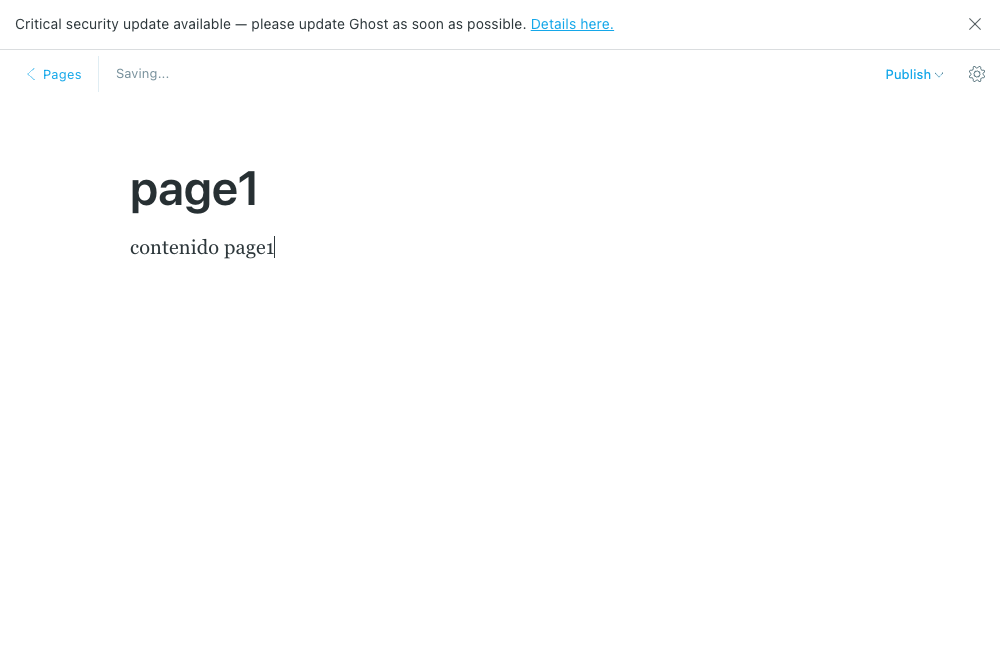 Critical security update available — please update Ghost as soon as possible. Details here.
Pages
Saving...
Publish
page1
contenido page1